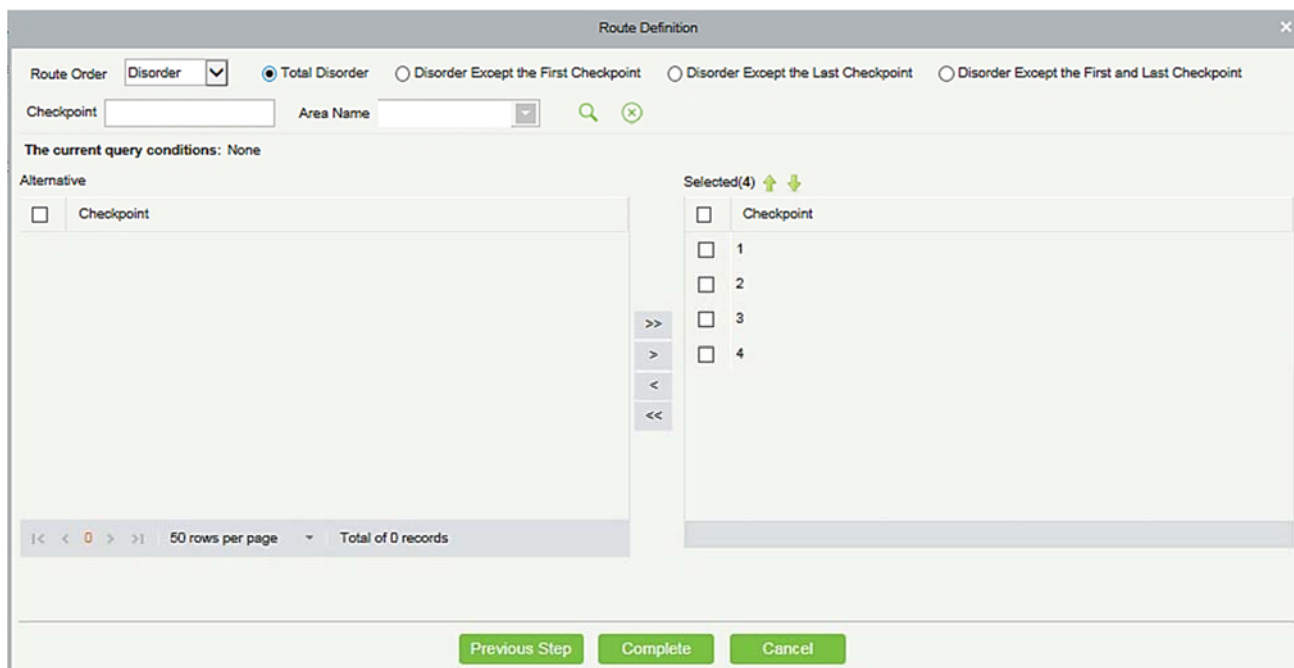 Route Definition
Route Order Disorder Total Disorder Disorder Except the First Checkpoint Disorder Except the Last Checkpoint Disorder Except the First and Last Checkpoint
Checkpoint Area Name
The current query conditions: None
Alternative
Selected(4)
Checkpoint
Checkpoint
1
2
3
4
>>
>
<
<<
|< < 0 > >| 50 rows per page Total of 0 records
Previous Step Complete Cancel